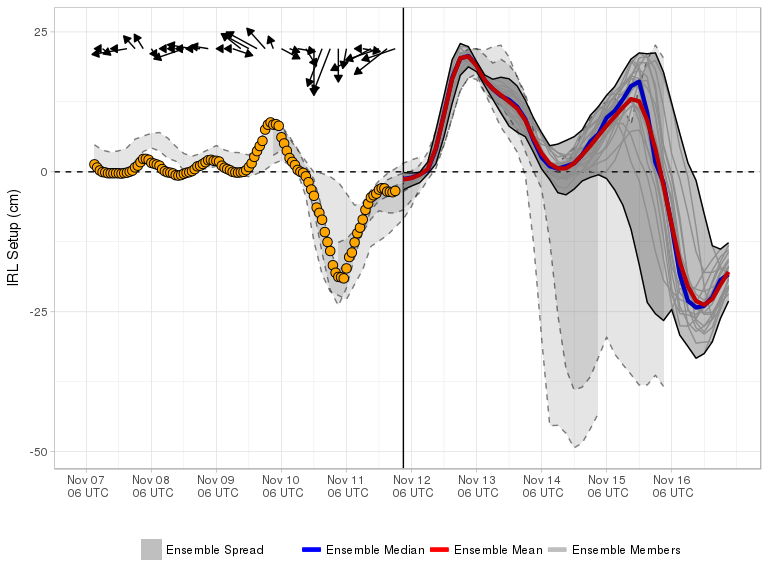 IRL Setup (cm)
25
0
-25
-50
Nov 07 Nov 08 Nov 09 Nov 10 Nov 11 Nov 12 Nov 13 Nov 14 Nov 15 Nov 16
06 UTC 06 UTC 06 UTC 06 UTC 06 UTC 06 UTC 06 UTC 06 UTC 06 UTC 06 UTC
Ensemble Spread Ensemble Median Ensemble Mean Ensemble Members